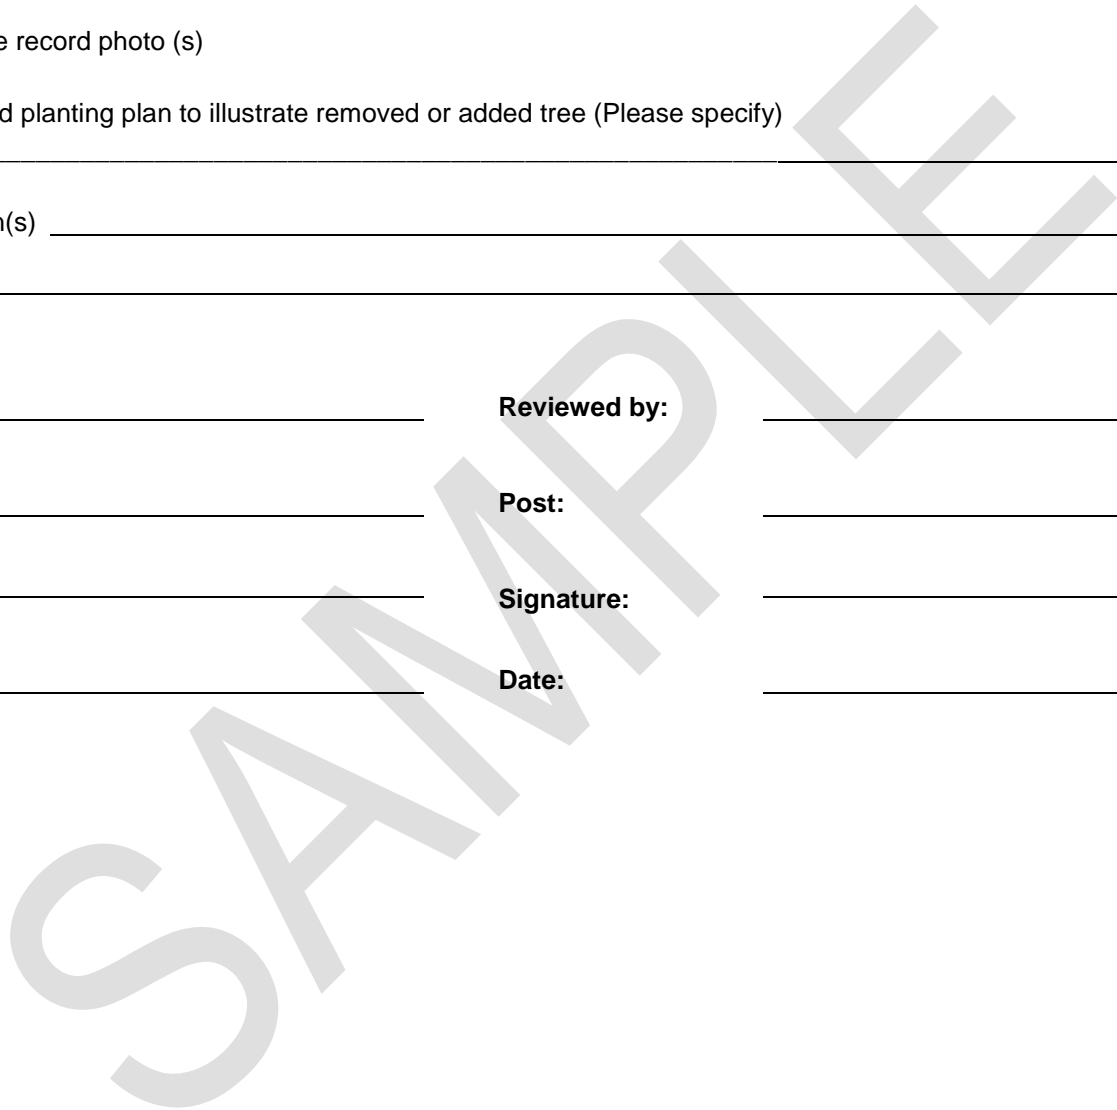 e record photo (s)
d planting plan to illustrate removed or added tree (Please specify)
n(s)
Reviewed by:
Post:
Signature:
Date:
SAMPLE